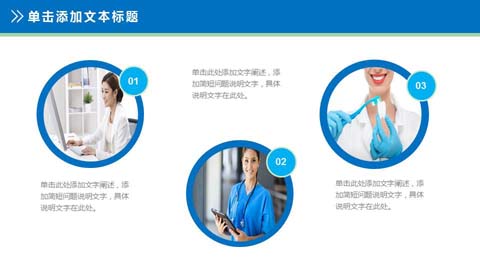 单击添加文本标题
01
单击此处添加文字阐述，添
加简短问题说明文字，具体
说明文字在此处。
单击此处添加文字阐述，添
加简短问题说明文字，具体
说明文字在此处。
02
03
单击此处添加文字阐述，添
加简短问题说明文字，具体
说明文字在此处。